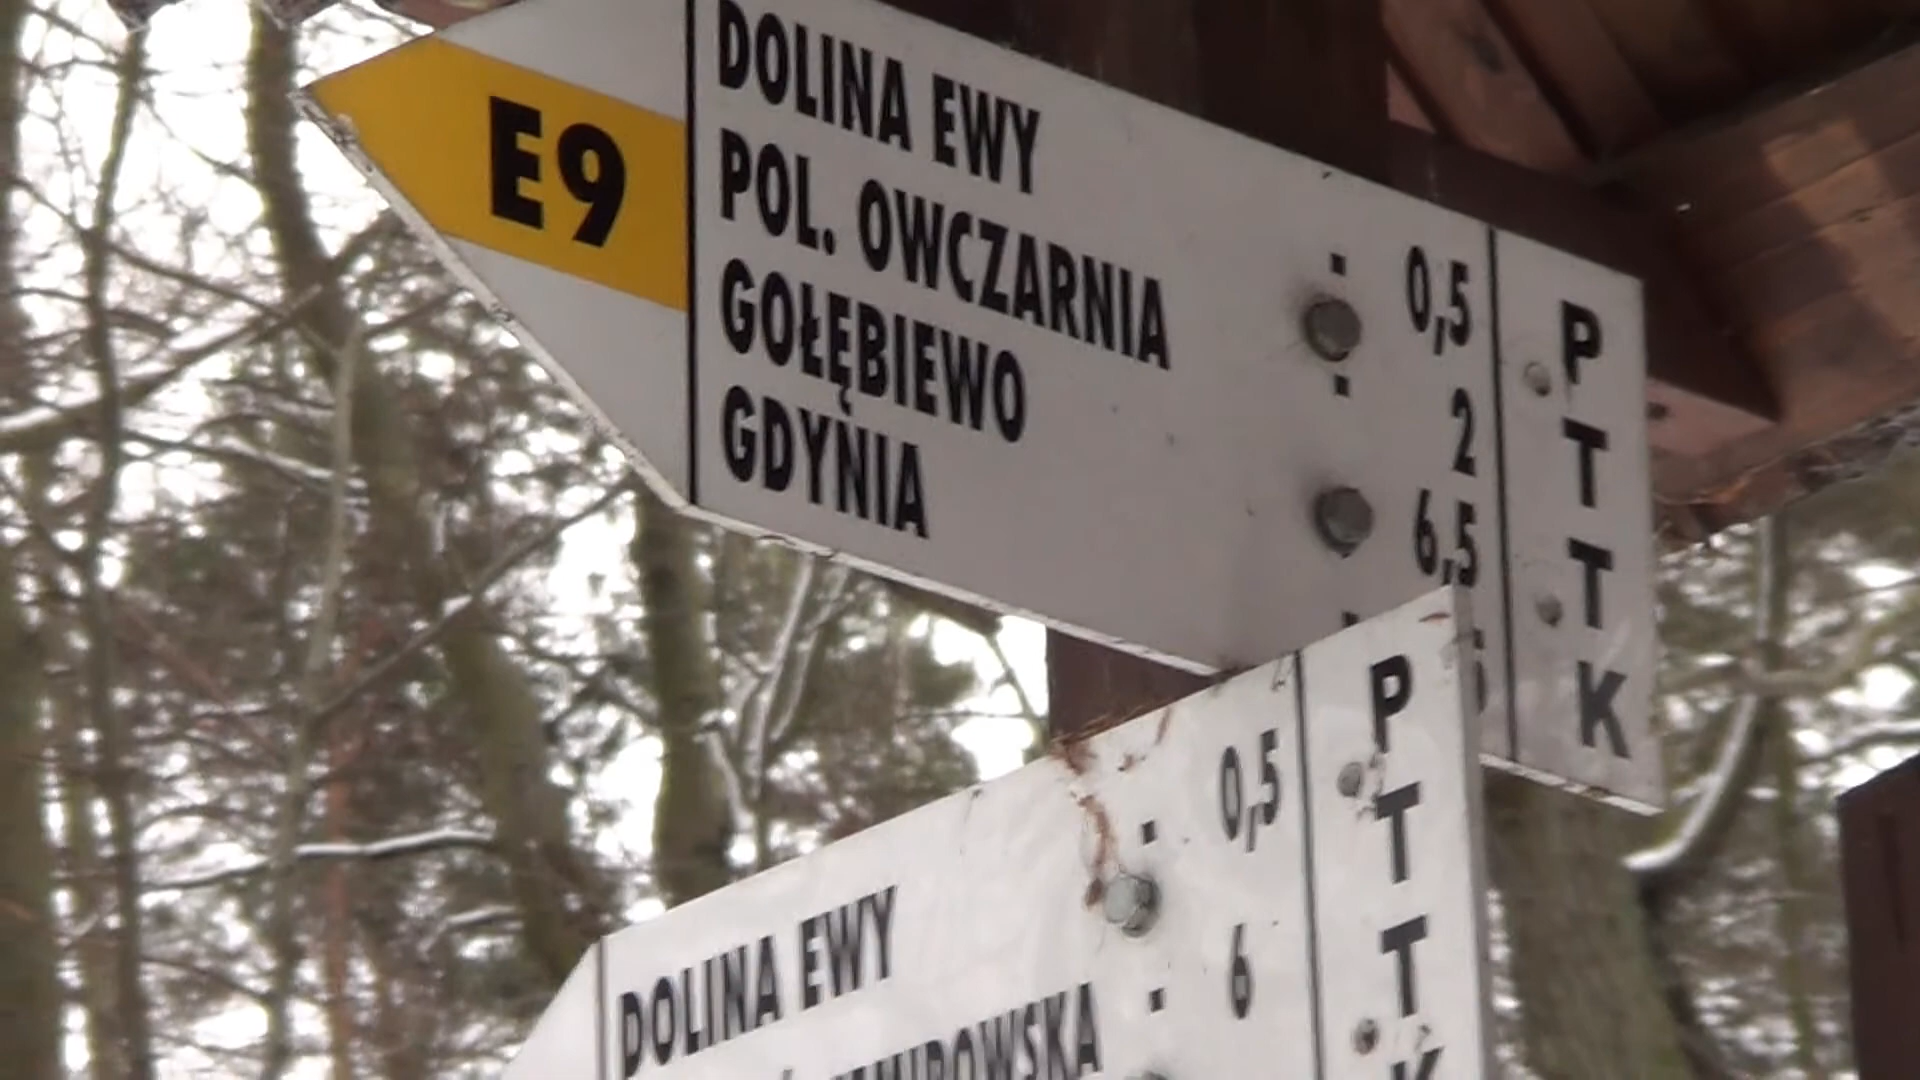 E9
DOLINA EWY 0,5
POL. OWCZARNIA 2
GOŁĘBIEWO 6,5
GDYNIA
PTTK
DOLINA EWY 0,5
6
PTTK